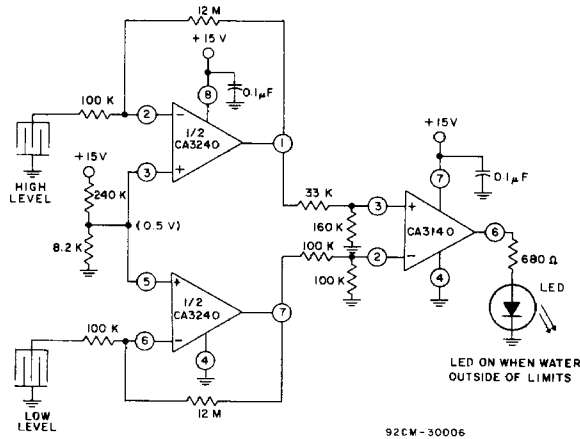 12 M
+15 V
100 K
0.1µF
8
2
1/2
CA3240
1
3
+15V
HIGH
LEVEL
240K
(0.5 V)
8.2 K
33 K
160 K
+15V
7
0.1µF
3
CA3140
6
2
100 K
100 K
4
680 Ω
LED
5
1/2
CA3240
7
100 K
6
4
12M
LOW
LEVEL
LED ON WHEN WATER
OUTSIDE OF LIMITS
92CM-30006